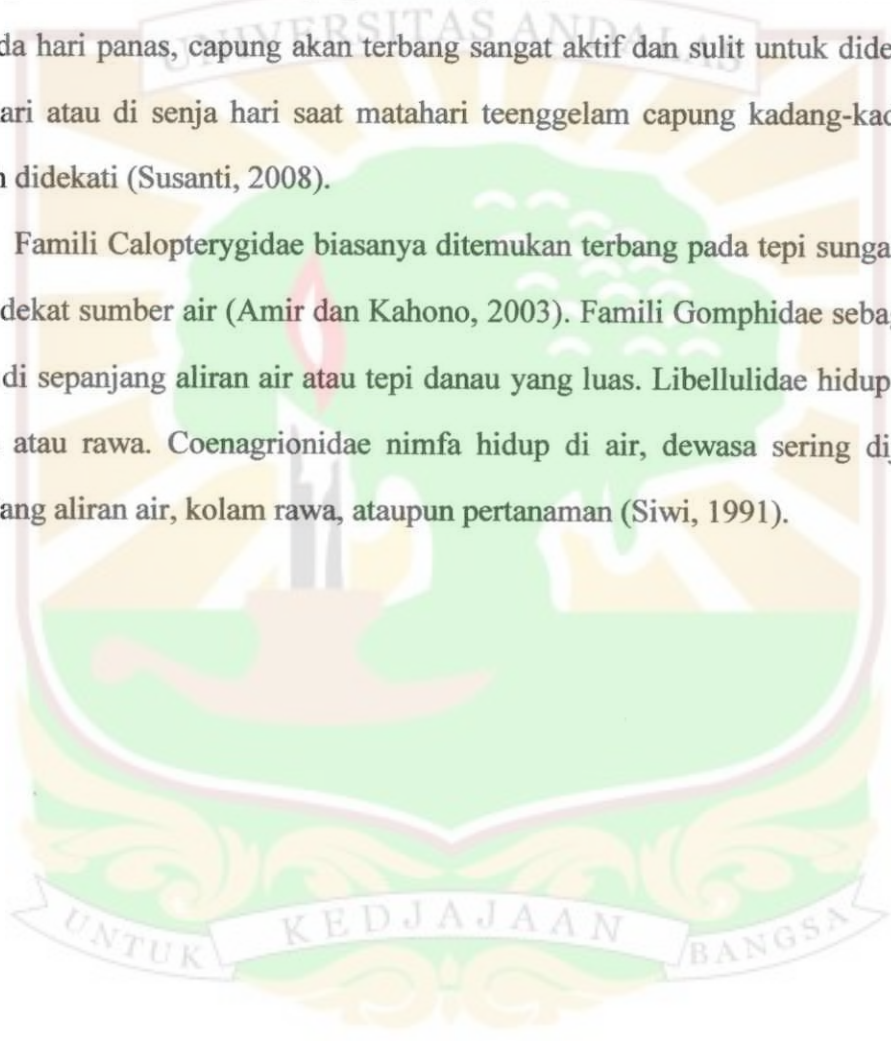 UNIVERSITAS ANDALAS
da hari panas, capung akan terbang sangat aktif dan sulit untuk dide
ari atau di senja hari saat matahari teenggelam capung kadang-kad
didekati (Susanti, 2008).
Famili Calopterygidae biasanya ditemukan terbang pada tepi sunga
dekat sumber air (Amir dan Kahono, 2003). Famili Gomphidae seba
di sepanjang aliran air atau tepi danau yang luas. Libellulidae hidup
atau rawa. Coenagrionidae nimfa hidup di air, dewasa sering dij
ang aliran air, kolam rawa, ataupun pertanaman (Siwi, 1991).
UNTUK KEDJAJAAN BANGSA